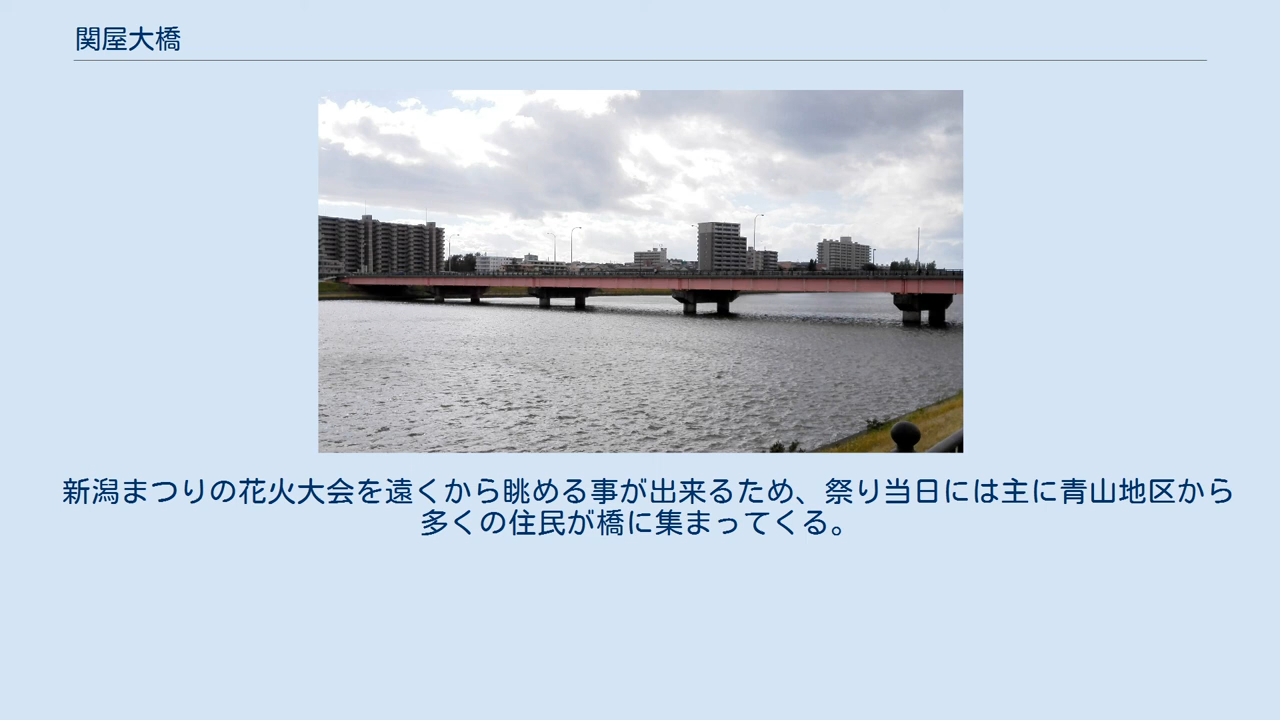 関屋大橋
新潟まつりの花火大会を遠くから眺める事が出来るため、祭り当日には主に青山地区から
多くの住民が橋に集まってくる。